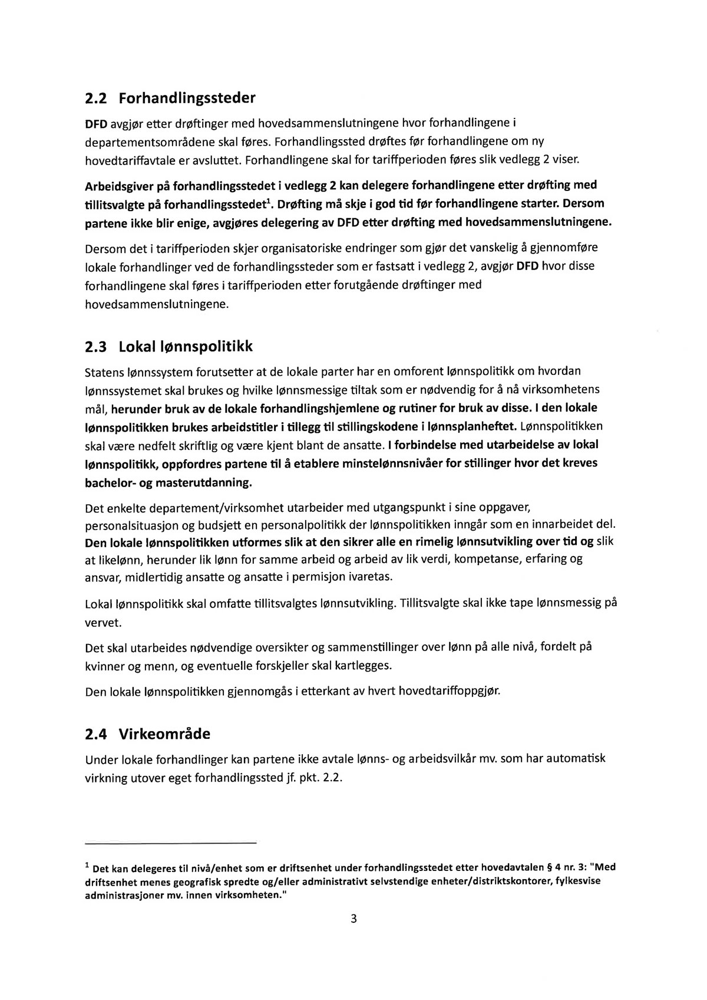 2.2 Forhandlingssteder
DFD avgjør etter drøftinger med hovedsammenslutningene hvor forhandlingene i
departementsområdene skal føres. Forhandlingssted drøftes før forhandlingene om ny
hovedtariffavtale er avsluttet. Forhandlingene skal for tariffperioden føres slik vedlegg 2 viser.
Arbeidsgiver på forhandlingsstedet i vedlegg 2 kan delegere forhandlingene etter drøfting med
tillitsvalgte på forhandlingsstedet¹. Drøfting må skje i god tid før forhandlingene starter. Dersom
partene ikke blir enige, avgjøres delegering av DFD etter drøfting med hovedsammenslutningene.
Dersom det i tariffperioden skjer organisatoriske endringer som gjør det vanskelig å gjennomføre
lokale forhandlinger ved de forhandlingssteder som er fastsatt i vedlegg 2, avgjør DFD hvor disse
forhandlingene skal føres i tariffperioden etter forutgående drøftinger med
hovedsammenslutningene.
2.3 Lokal lønnspolitikk
Statens lønnssystem forutsetter at de lokale parter har en omforent lønnspolitikk om hvordan
lønnssystemet skal brukes og hvilke lønnsmessige tiltak som er nødvendig for å nå virksomhetens
mål, herunder bruk av de lokale forhandlingshjemlene og rutiner for bruk av disse. I den lokale
lønnspolitikken brukes arbeidstitler i tillegg til stillingskodene i lønnsplanheftet. Lønnspolitikken
skal være nedfelt skriftlig og være kjent blant de ansatte. I forbindelse med utarbeidelse av lokal
lønnspolitikk, oppfordres partene til å etablere minstelønnsnivåer for stillinger hvor det kreves
bachelor- og masterutdanning.
Det enkelte departement/virksomhet utarbeider med utgangspunkt i sine oppgaver,
personalsituasjon og budsjett en personalpolitikk der lønnspolitikken inngår som en innarbeidet del.
Den lokale lønnspolitikken utformes slik at den sikrer alle en rimelig lønnsutvikling over tid og slik
at likelønn, herunder lik lønn for samme arbeid og arbeid av lik verdi, kompetanse, erfaring og
ansvar, midlertidig ansatte og ansatte i permisjon ivaretas.
Lokal lønnspolitikk skal omfatte tillitsvalgtes lønnsutvikling. Tillitsvalgte skal ikke tape lønnsmessig på
vervet.
Det skal utarbeides nødvendige oversikter og sammenstillinger over lønn på alle nivå, fordelt på
kvinner og menn, og eventuelle forskjeller skal kartlegges.
Den lokale lønnspolitikken gjennomgås i etterkant av hvert hovedtariffoppgjør.
2.4 Virkeområde
Under lokale forhandlinger kan partene ikke avtale lønns- og arbeidsvilkår mv. som har automatisk
virkning utover eget forhandlingssted jf. pkt. 2.2.
¹ Det kan delegeres til nivå/enhet som er driftsenhet under forhandlingsstedet etter hovedavtalen § 4 nr. 3: "Med
driftsenhet menes geografisk spredte og/eller administrativt selvstendige enheter/distriktskontorer, fylkesvise
administrasjoner mv. innen virksomheten."
3